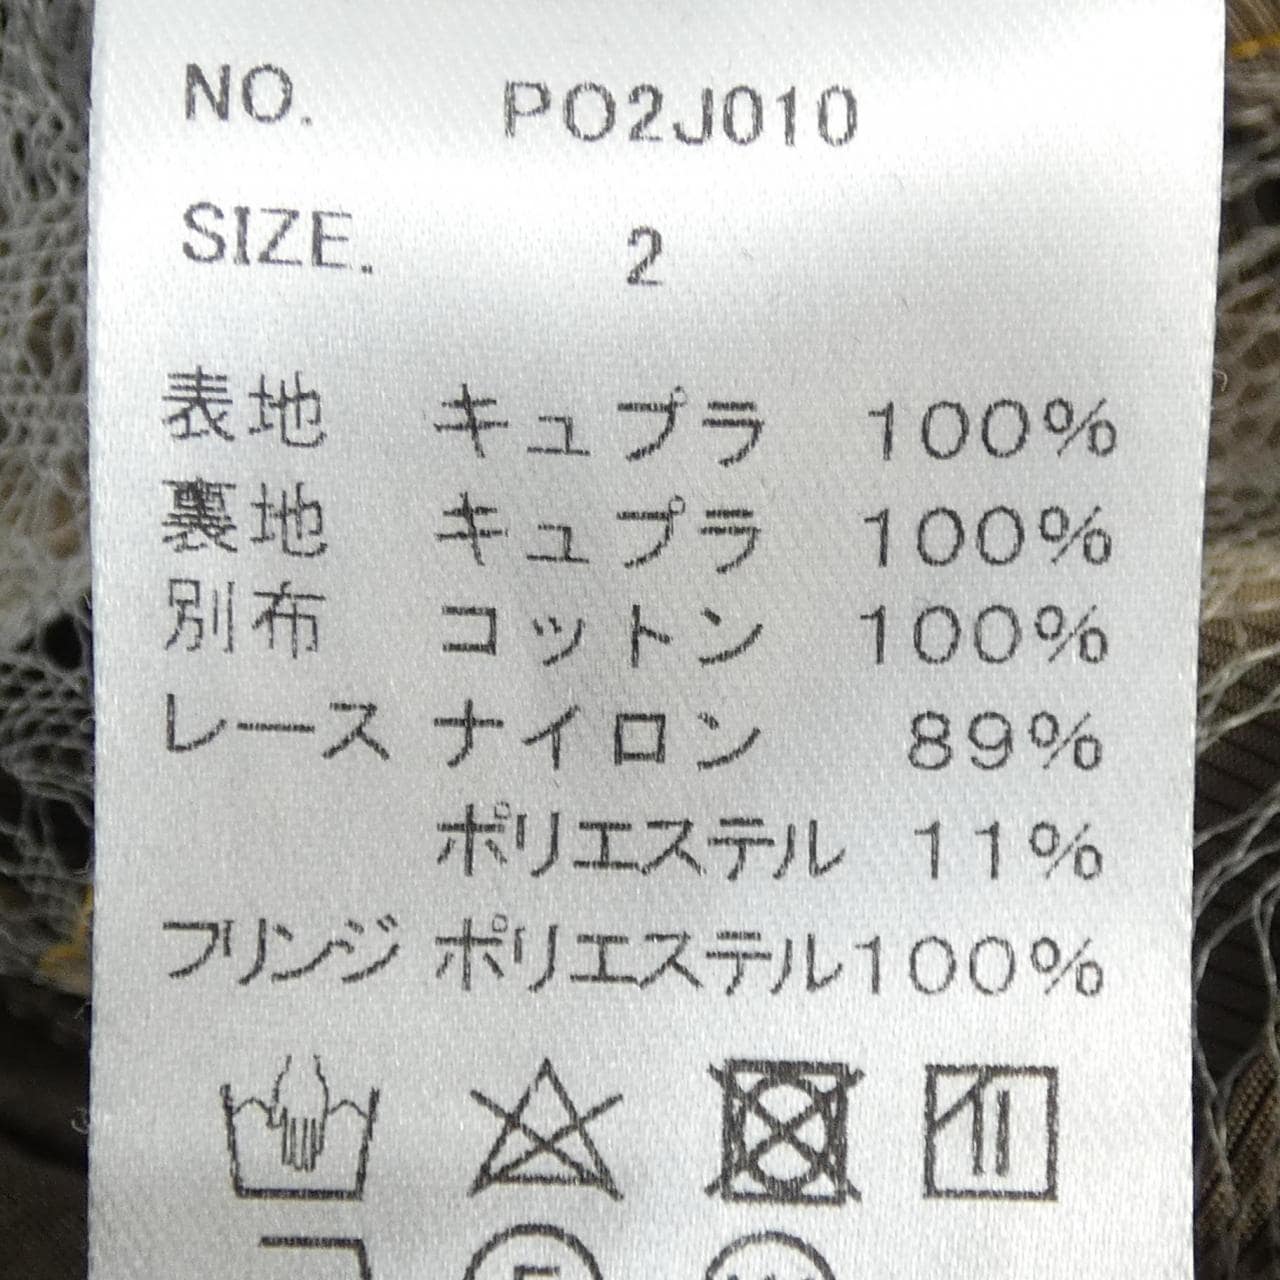 NO. PO2J010
SIZE. 2
表地 キュプラ 100%
裏地 キュプラ 100%
別布 コットン 100%
レース ナイロン 89%
ポリエステル 11%
フリンジ ポリエステル100%